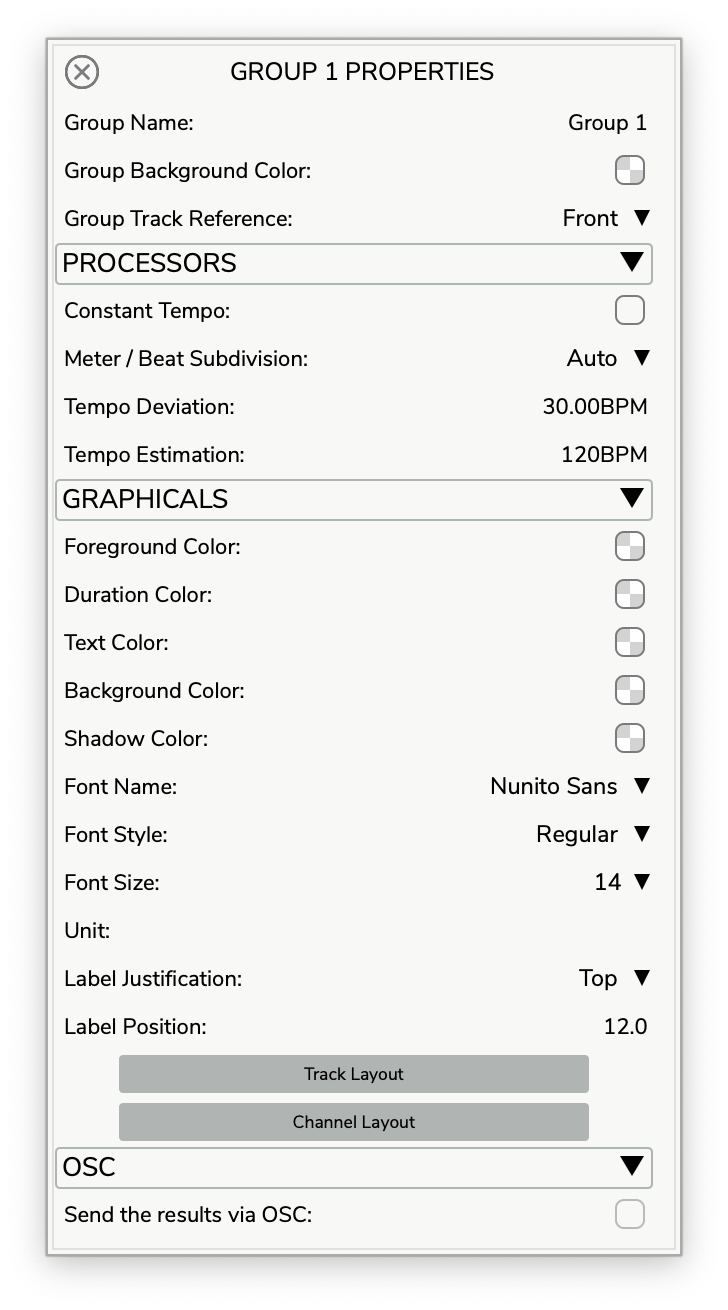 GROUP 1 PROPERTIES
Group Name: Group 1
Group Background Color:
Group Track Reference: Front
PROCESSORS
Constant Tempo:
Meter / Beat Subdivision: Auto
Tempo Deviation: 30.00BPM
Tempo Estimation: 120BPM
GRAPHICALS
Foreground Color:
Duration Color:
Text Color:
Background Color:
Shadow Color:
Font Name: Nunito Sans
Font Style: Regular
Font Size: 14
Unit:
Label Justification: Top
Label Position: 12.0
Track Layout
Channel Layout
OSC
Send the results via OSC: